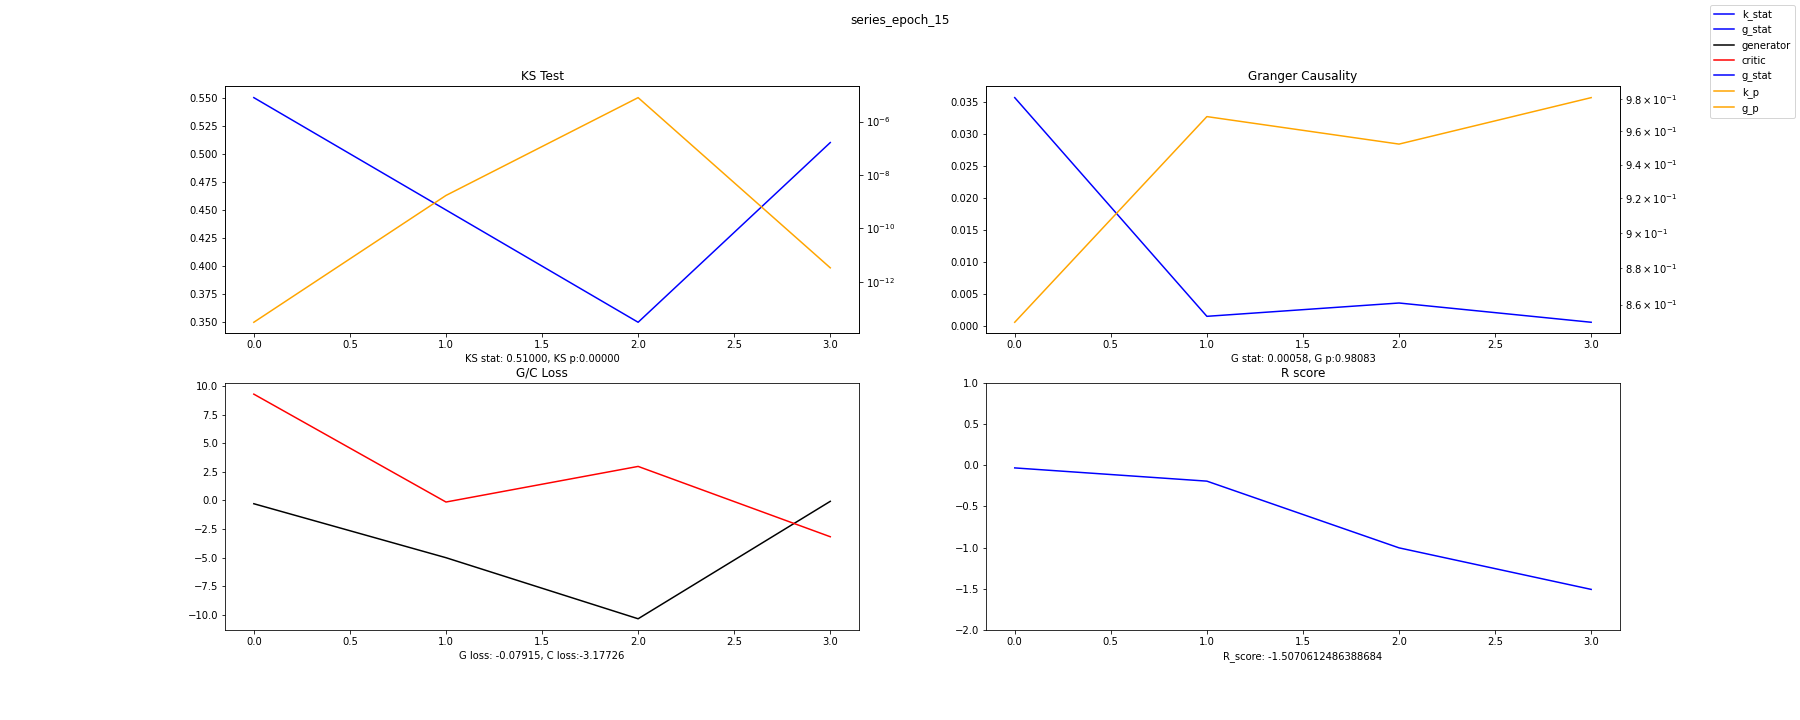 series_epoch_15
k_stat
g_stat
generator
critic
g_stat
k_p
g_p
KS Test
0.550
0.525
0.500
0.475
0.450
0.425
0.400
0.375
0.350
10⁻⁶
10⁻⁸
10⁻¹⁰
10⁻¹²
0.0 0.5 1.0 1.5 2.0 2.5 3.0
KS stat: 0.51000, KS p:0.00000
Granger Causality
0.035
0.030
0.025
0.020
0.015
0.010
0.005
0.000
9.8 × 10⁻¹
9.6 × 10⁻¹
9.4 × 10⁻¹
9.2 × 10⁻¹
9 × 10⁻¹
8.8 × 10⁻¹
8.6 × 10⁻¹
0.0 0.5 1.0 1.5 2.0 2.5 3.0
G stat: 0.00058, G p:0.98083
G/C Loss
10.0
7.5
5.0
2.5
0.0
−2.5
−5.0
−7.5
−10.0
0.0 0.5 1.0 1.5 2.0 2.5 3.0
G loss: -0.07915, C loss:-3.17726
R score
1.0
0.5
0.0
−0.5
−1.0
−1.5
−2.0
0.0 0.5 1.0 1.5 2.0 2.5 3.0
R_score: -1.5070612486388684